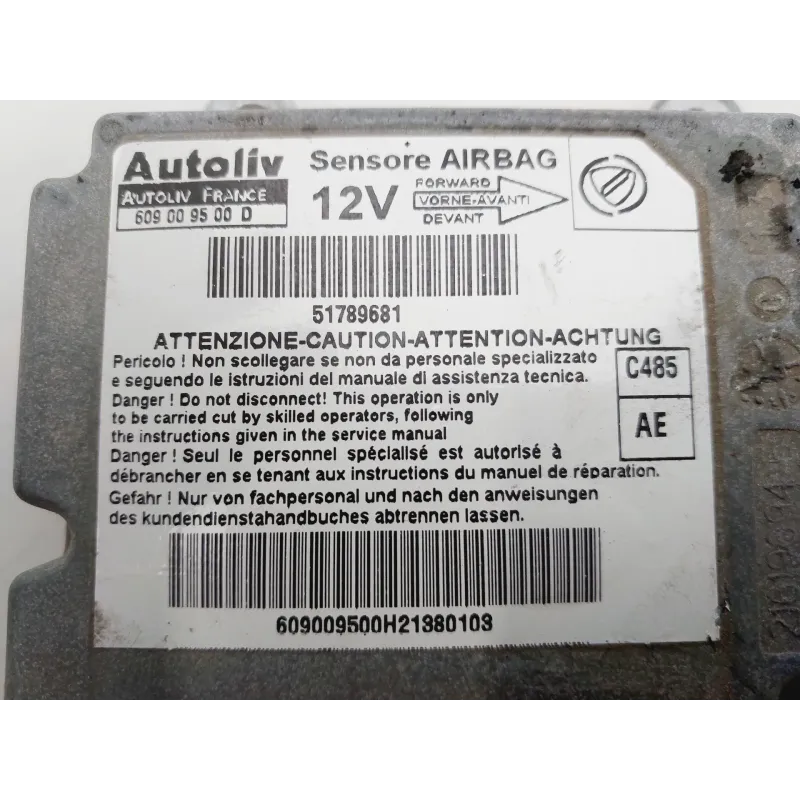 Autoliv
AUTOLIV FRANCE
609 00 95 00 D
Sensore AIRBAG
12V
FORWARD
VORNE-AVANTI
DEVANT
51789681
ATTENZIONE-CAUTION-ATTENTION-ACHTUNG
Pericolo ! Non scollegare se non da personale specializzato
e seguendo le istruzioni del manuale di assistenza tecnica.
Danger ! Do not disconnect! This operation is only
to be carried cut by skilled operators, following
the instructions given in the service manual
Danger ! Seul le personnel spécialisé est autorisé à
débrancher en se tenant aux instructions du manuel de réparation.
Gefahr ! Nur von fachpersonal und nach den anweisungen
des kundendienstahandbuches abtrennen lassen.
C485
AE
609009500H21380103